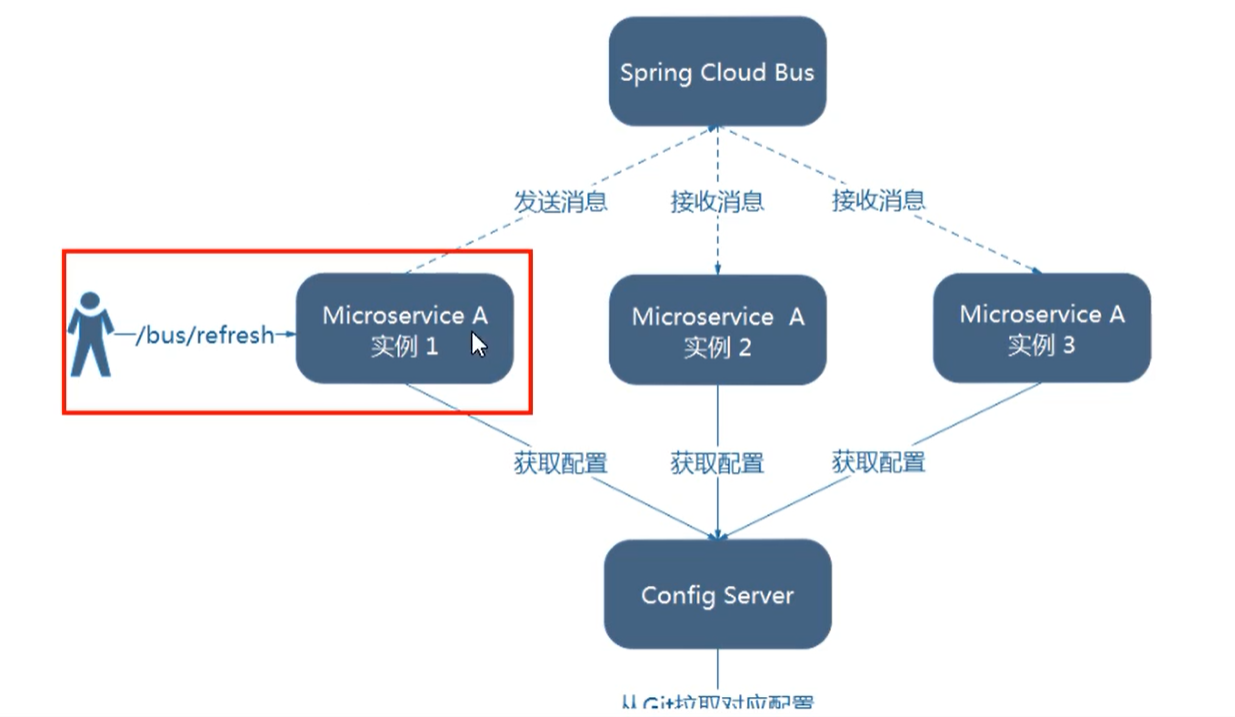 Spring Cloud Bus
发送消息
接收消息
接收消息
/bus/refresh
Microservice A
实例 1
Microservice A
实例 2
Microservice A
实例 3
获取配置
获取配置
获取配置
Config Server
从Git拉取对应配置